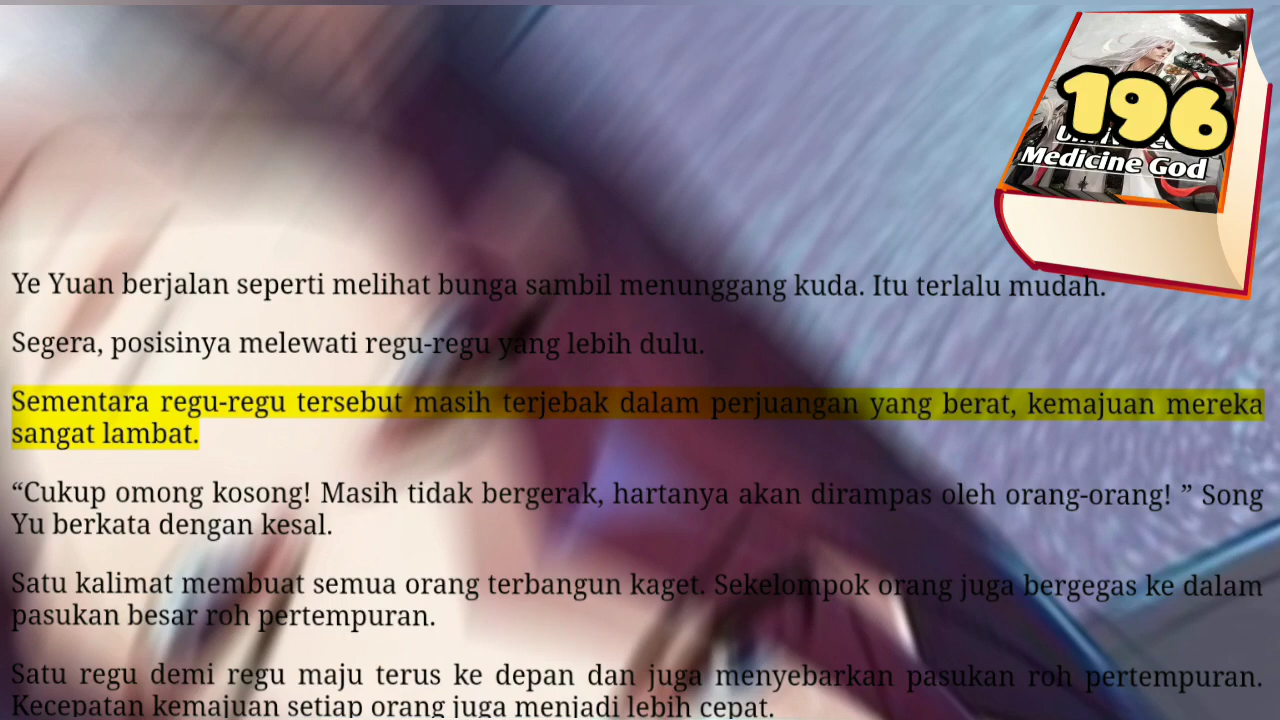 196
Medicine God
Ye Yuan berjalan seperti melihat bunga sambil menunggang kuda. Itu terlalu mudah.
Segera, posisinya melewati regu-regu yang lebih dulu.
Sementara regu-regu tersebut masih terjebak dalam perjuangan yang berat, kemajuan mereka
sangat lambat.
“Cukup omong kosong! Masih tidak bergerak, hartanya akan dirampas oleh orang-orang! ” Song
Yu berkata dengan kesal.
Satu kalimat membuat semua orang terbangun kaget. Sekelompok orang juga bergegas ke dalam
pasukan besar roh pertempuran.
Satu regu demi regu maju terus ke depan dan juga menyebarkan pasukan roh pertempuran.
Kecepatan kemajuan setiap orang juga menjadi lebih cepat.